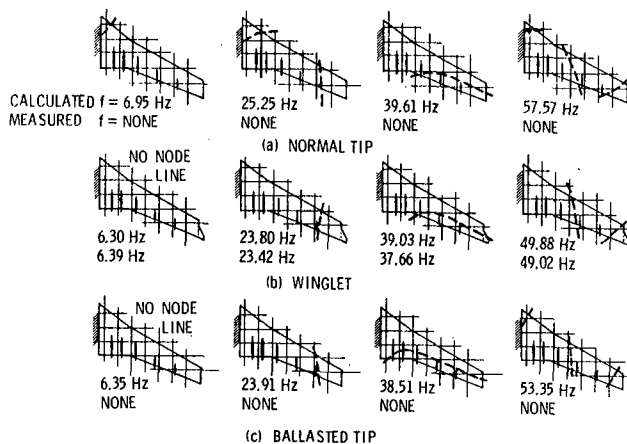 CALCULATED f = 6.95 Hz 25.25 Hz 39.61 Hz 57.57 Hz
MEASURED f = NONE NONE NONE NONE
(a) NORMAL TIP
NO NODE
LINE
6.30 Hz 23.80 Hz 39.03 Hz 49.88 Hz
6.39 Hz 23.42 Hz 37.66 Hz 49.02 Hz
(b) WINGLET
NO NODE
LINE
6.35 Hz 23.91 Hz 38.51 Hz 53.35 Hz
NONE NONE NONE NONE
(c) BALLASTED TIP